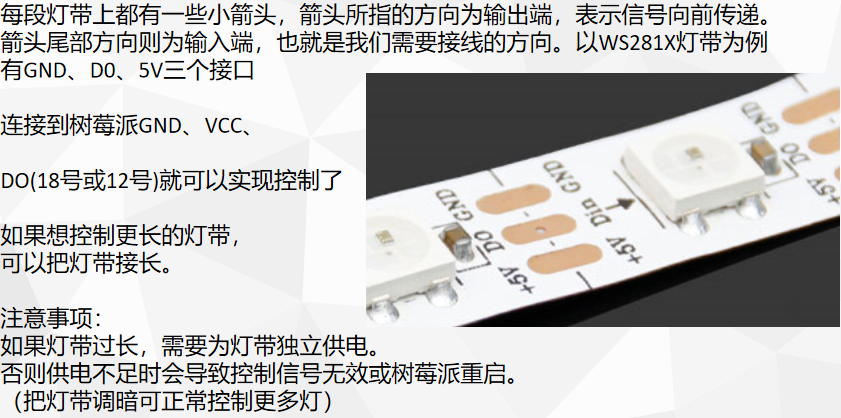 每段灯带上都有一些小箭头，箭头所指的方向为输出端，表示信号向前传递。
箭头尾部方向则为输入端，也就是我们需要接线的方向。以WS281X灯带为例
有GND、D0、5V三个接口
连接到树莓派GND、VCC、
DO(18号或12号)就可以实现控制了
如果想控制更长的灯带，
可以把灯带接长。
注意事项：
如果灯带过长，需要为灯带独立供电。
否则供电不足时会导致控制信号无效或树莓派重启。
（把灯带调暗可正常控制更多灯）
GND
DO
+5V
GND
Din
+5V
GND
DO
+5V